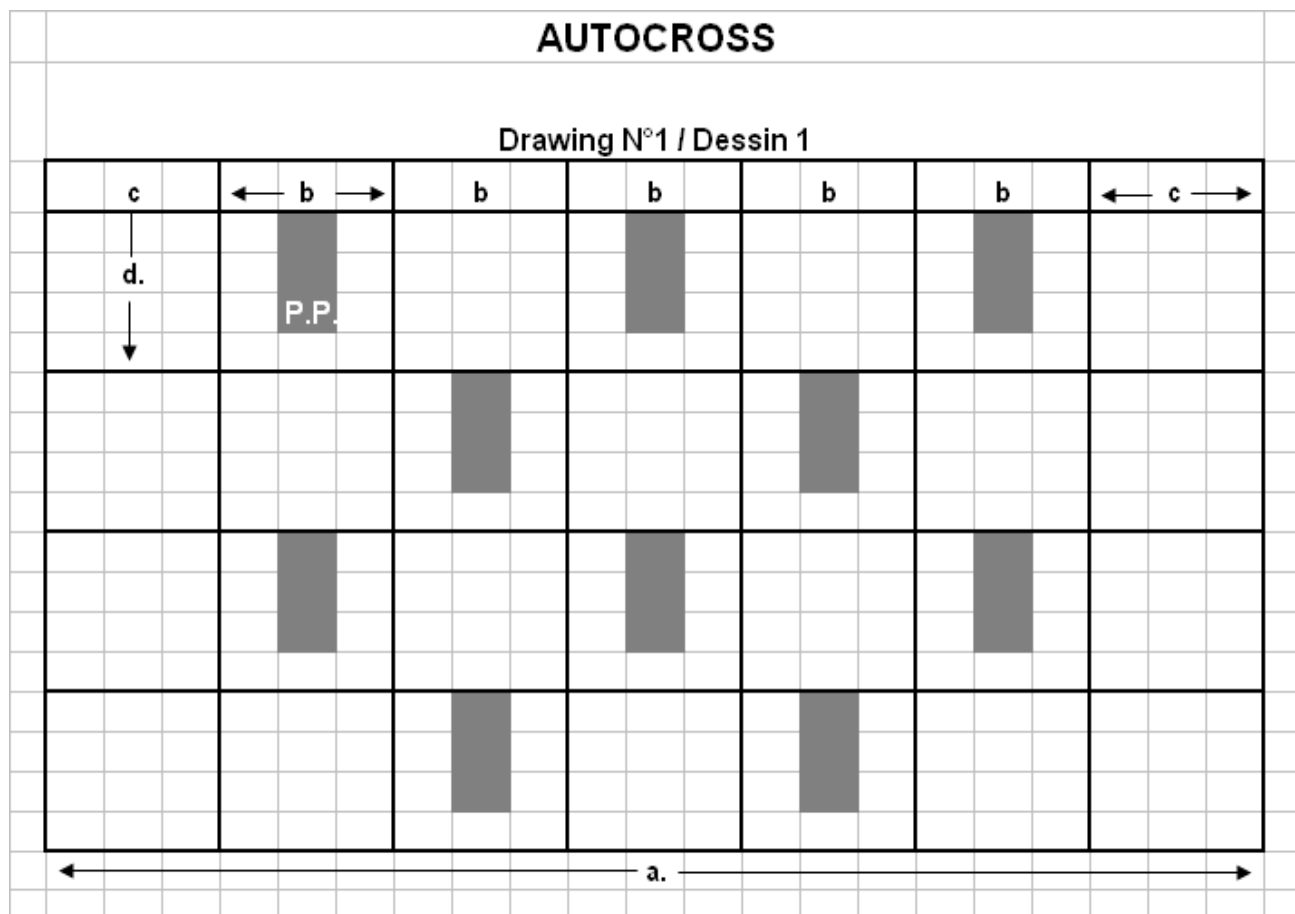 AUTOCROSS
Drawing N°1 / Dessin 1
c b b b b b c
d.
P.P.
a.